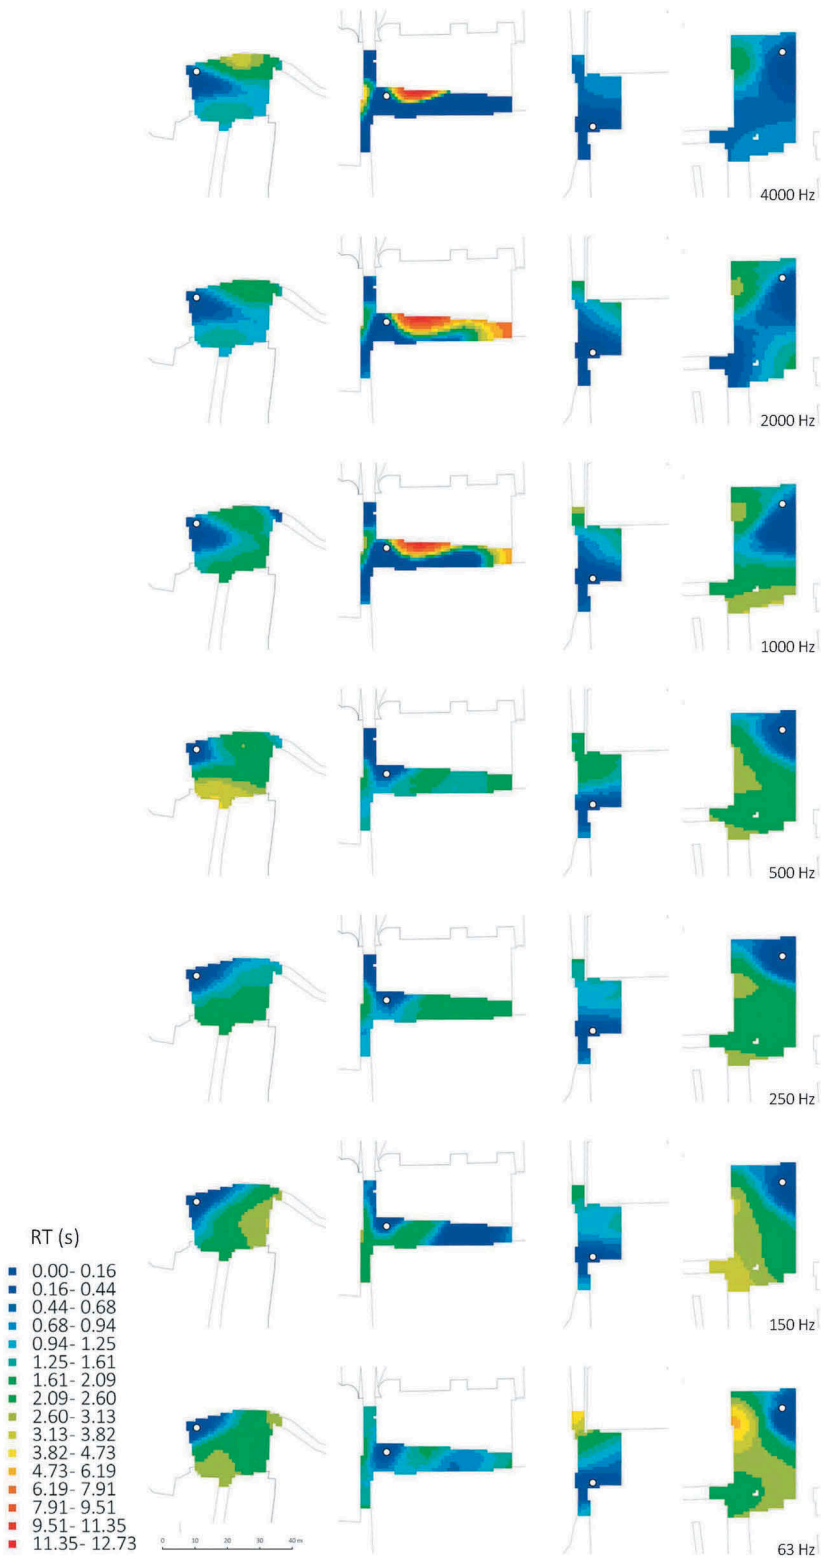 4000 Hz
2000 Hz
1000 Hz
500 Hz
250 Hz
150 Hz
RT (s)
0.00- 0.16
0.16- 0.44
0.44- 0.68
0.68- 0.94
0.94- 1.25
1.25- 1.61
1.61- 2.09
2.09- 2.60
2.60- 3.13
3.13- 3.82
3.82- 4.73
4.73- 6.19
6.19- 7.91
7.91- 9.51
9.51- 11.35
11.35- 12.73
0 10 20 30 40 m
63 Hz